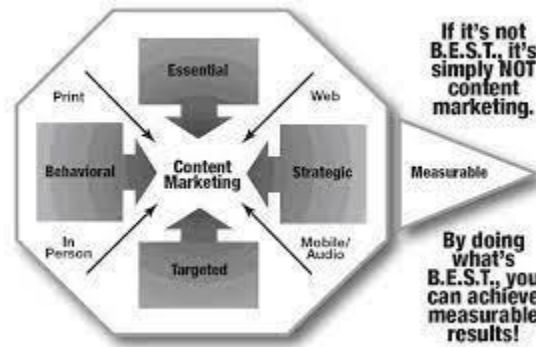 Essential
Print
Web
Behavioral
Content
Marketing
Strategic
In
Person
Mobile/
Audio
Targeted
Measurable
If it's not
B.E.S.T., it's
simply NOT
content
marketing.
By doing
what's
B.E.S.T., you
can achieve
measurable
results!